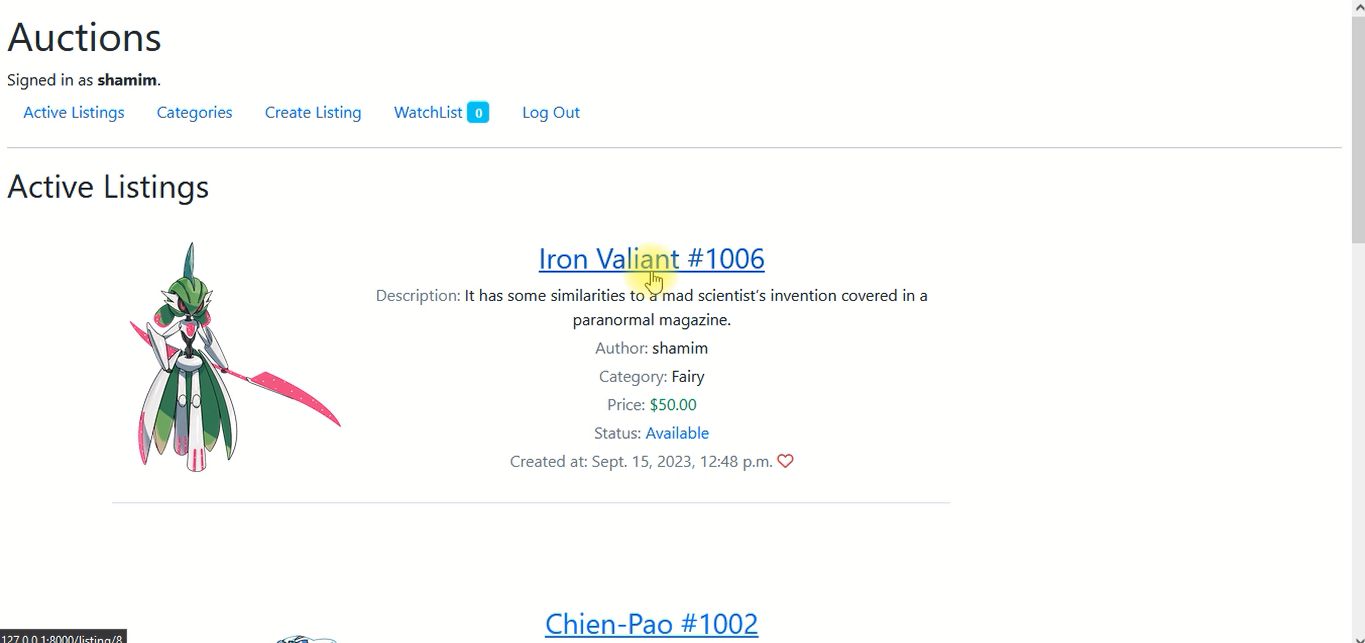 Auctions
Signed in as shamim.
Active Listings Categories Create Listing WatchList 0 Log Out
Active Listings
Iron Valiant #1006
Description: It has some similarities to a mad scientist's invention covered in a
paranormal magazine.
Author: shamim
Category: Fairy
Price: $50.00
Status: Available
Created at: Sept. 15, 2023, 12:48 p.m.
Chien-Pao #1002
127.0.0.1:8000/listing/8